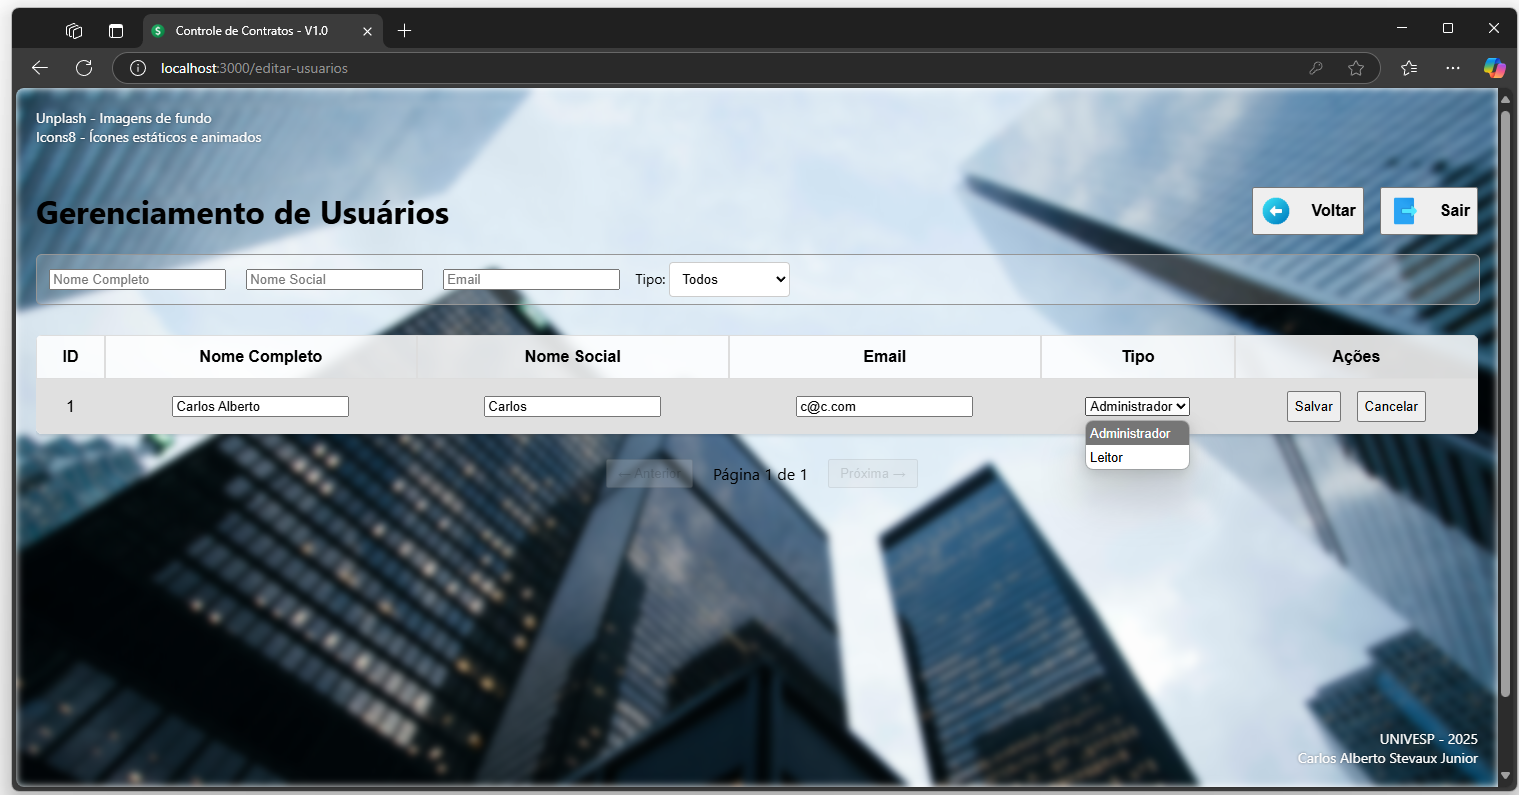 Controle de Contratos - V1.0
localhost:3000/editar-usuarios
Unplash - Imagens de fundo
Icons8 - Ícones estáticos e animados
Gerenciamento de Usuários
Voltar
Sair
Nome Completo
Nome Social
Email
Tipo:
Todos
ID
Nome Completo
Nome Social
Email
Tipo
Ações
1
Carlos Alberto
Carlos
c@c.com
Administrador
Salvar
Cancelar
Administrador
Leitor
← Anterior
Página 1 de 1
Próxima →
UNIVESP - 2025
Carlos Alberto Stevaux Junior